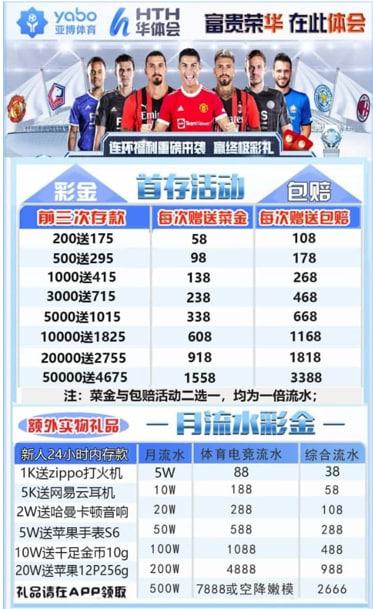 yabo 亚博体育 HTH 华体会 富贵荣华 在此体会
连环福利重磅来袭 赢终极彩礼
彩金 首存活动 包赔
前三次存款 每次赠送菜金 每次赠送包赔
200送175 58 108
500送295 98 178
1000送415 138 268
3000送715 238 468
5000送1015 338 668
10000送1825 608 1168
20000送2755 918 1818
50000送4675 1558 3388
注：菜金与包赔活动二选一，均为一倍流水；
额外实物礼品 月流水彩金
新人24小时内存款 月流水 体育电竞流水 综合流水
1K送zippo打火机 5W 88 38
5K送网易云耳机 10W 188 58
2W送哈曼卡顿音响 20W 288 108
5W送苹果手表S6 50W 588 288
10W送千足金币10g 100W 1088 488
20W送苹果12P256g 200W 4888 988
礼品请在APP领取 500W 7888或空降嫩模 2666